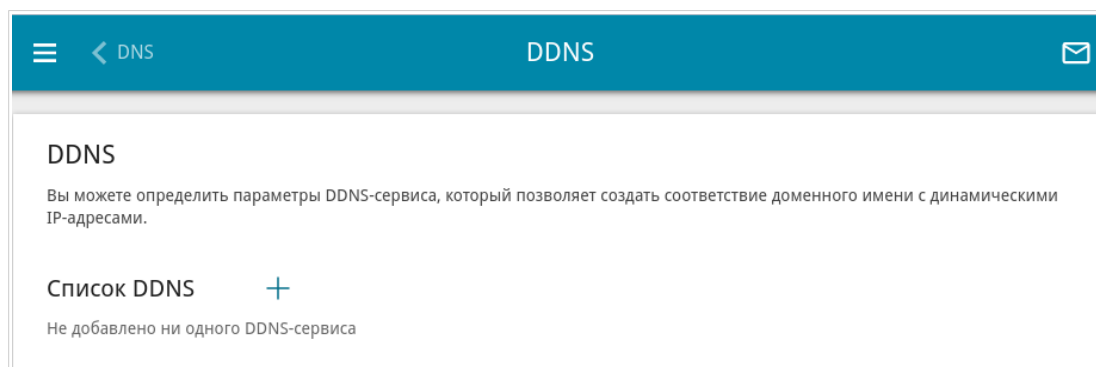 DNS
DDNS
DDNS
Вы можете определить параметры DDNS-сервиса, который позволяет создать соответствие доменного имени с динамическими
IP-адресами.
Список DDNS
Не добавлено ни одного DDNS-сервиса